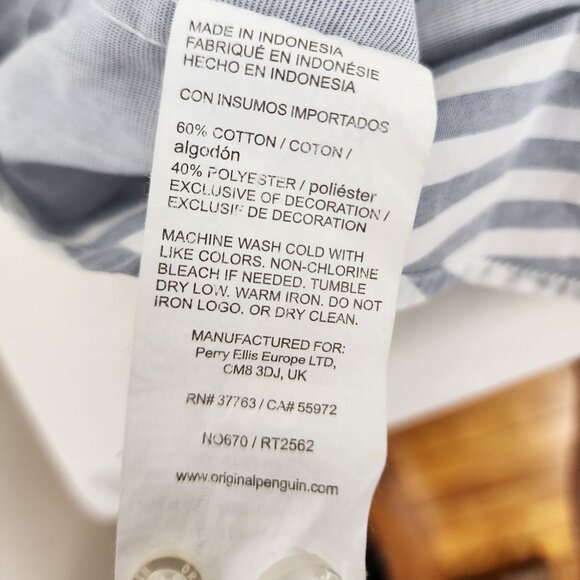 MADE IN INDONESIA
FABRIQUÉ EN INDONÉSIE
HECHO EN INDONESIA
CON INSUMOS IMPORTADOS
60% COTTON / COTON /
algodón
40% POLYESTER / poliéster
EXCLUSIVE OF DECORATION /
EXCLUSIF DE DECORATION
MACHINE WASH COLD WITH
LIKE COLORS. NON-CHLORINE
BLEACH IF NEEDED. TUMBLE
DRY LOW. WARM IRON. DO NOT
IRON LOGO. OR DRY CLEAN.
MANUFACTURED FOR:
Perry Ellis Europe LTD,
CM8 3DJ, UK
RN# 37763 / CA# 55972
NO670 / RT2562
www.originalpenguin.com